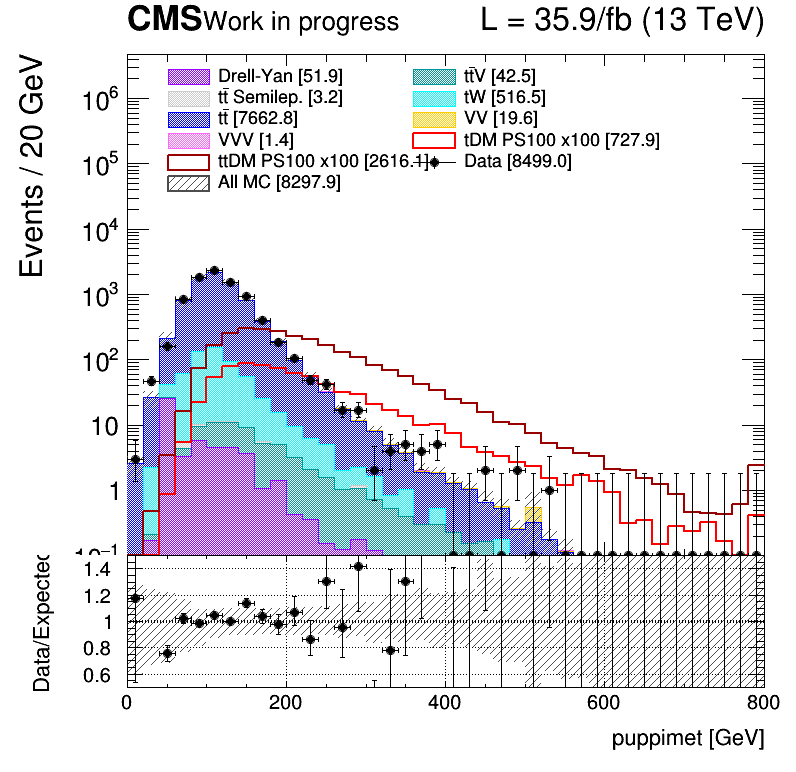 CMS Work in progress L = 35.9/fb (13 TeV)
Events / 20 GeV
Drell-Yan [51.9] tt̄V [42.5]
tt̄ Semilep. [3.2] tW [516.5]
tt̄ [7662.8] VV [19.6]
VVV [1.4] tDM PS100 x100 [727.9]
ttDM PS100 x100 [2616.1] Data [8499.0]
All MC [8297.9]
10⁶
10⁵
10⁴
10³
10²
10
1
10⁻¹
Data/Expected
1.4
1.2
1
0.8
0.6
0 200 400 600 800
puppimet [GeV]